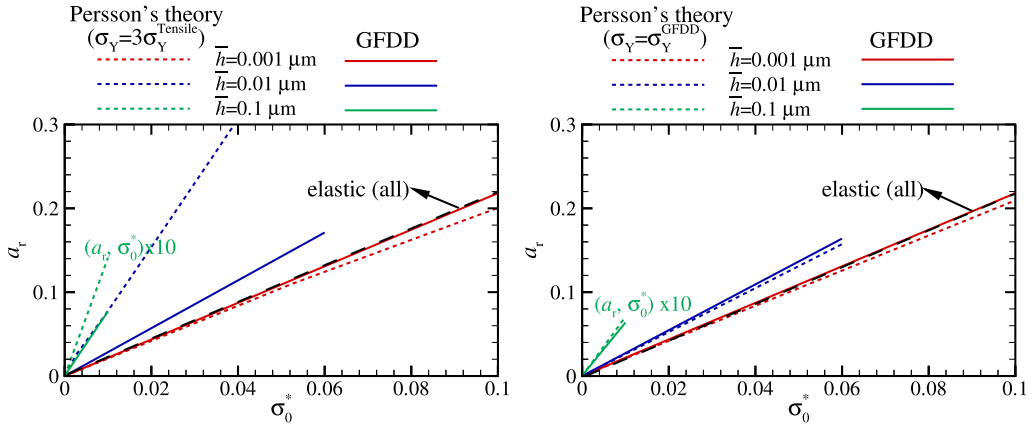 Persson's theory
(σY=3σY^Tensile) GFDD
h̅=0.001 μm
h̅=0.01 μm
h̅=0.1 μm
0.3
0.2
0.1
0
ar
elastic (all)
(ar, σ0*)x10
0 0.02 0.04 0.06 0.08 0.1
σ0*
Persson's theory
(σY=σY^GFDD) GFDD
h̅=0.001 μm
h̅=0.01 μm
h̅=0.1 μm
0.3
0.2
0.1
0
ar
elastic (all)
(ar, σ0*) x10
0 0.02 0.04 0.06 0.08 0.1
σ0*